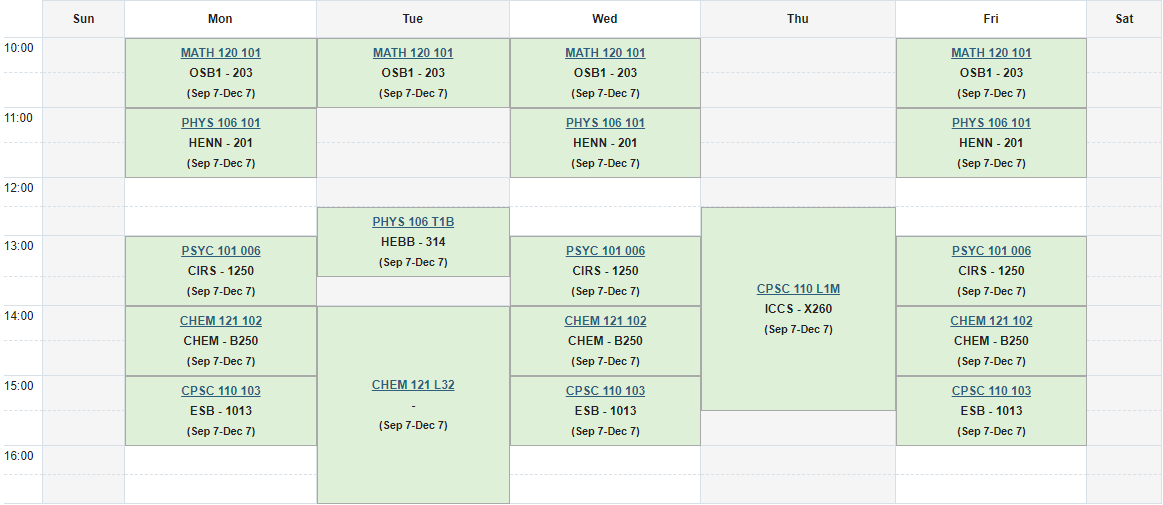 Sun Mon Tue Wed Thu Fri Sat
10:00
MATH 120 101 MATH 120 101 MATH 120 101 MATH 120 101
OSB1 - 203 OSB1 - 203 OSB1 - 203 OSB1 - 203
(Sep 7-Dec 7) (Sep 7-Dec 7) (Sep 7-Dec 7) (Sep 7-Dec 7)
11:00
PHYS 106 101 PHYS 106 101 PHYS 106 101
HENN - 201 HENN - 201 HENN - 201
(Sep 7-Dec 7) (Sep 7-Dec 7) (Sep 7-Dec 7)
12:00
PHYS 106 T1B
HEBB - 314
(Sep 7-Dec 7)
13:00
PSYC 101 006 PSYC 101 006 PSYC 101 006
CIRS - 1250 CIRS - 1250 CIRS - 1250
(Sep 7-Dec 7) (Sep 7-Dec 7) (Sep 7-Dec 7)
CPSC 110 L1M
ICCS - X260
(Sep 7-Dec 7)
14:00
CHEM 121 102 CHEM 121 102 CHEM 121 102
CHEM - B250 CHEM - B250 CHEM - B250
(Sep 7-Dec 7) (Sep 7-Dec 7) (Sep 7-Dec 7)
CHEM 121 L32
-
(Sep 7-Dec 7)
15:00
CPSC 110 103 CPSC 110 103 CPSC 110 103
ESB - 1013 ESB - 1013 ESB - 1013
(Sep 7-Dec 7) (Sep 7-Dec 7) (Sep 7-Dec 7)
16:00